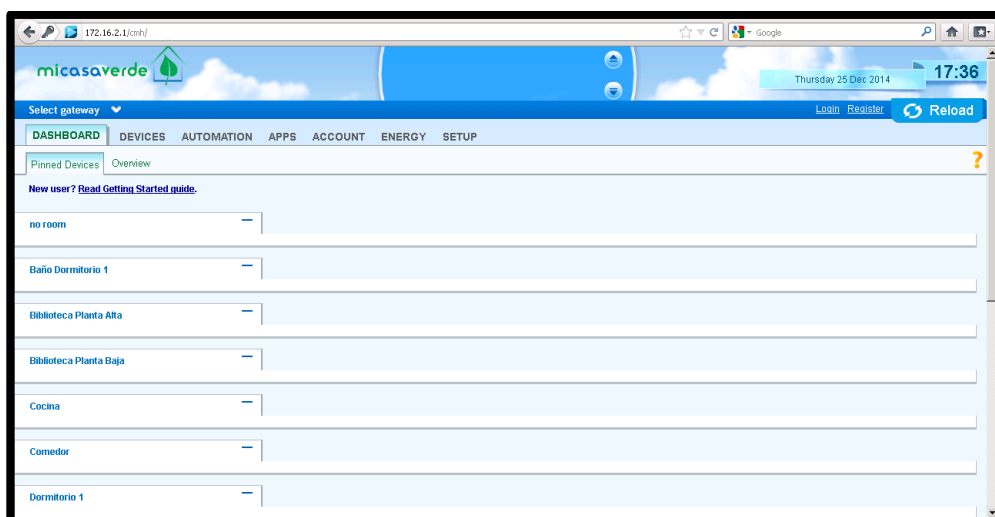 172.16.2.1/cmh/
Google
micasaverde
Thursday 25 Dec 2014
17:36
Select gateway
Login Register
Reload
DASHBOARD DEVICES AUTOMATION APPS ACCOUNT ENERGY SETUP
Pinned Devices Overview
?
New user? Read Getting Started guide.
no room
Baño Dormitorio 1
Biblioteca Planta Alta
Biblioteca Planta Baja
Cocina
Comedor
Dormitorio 1